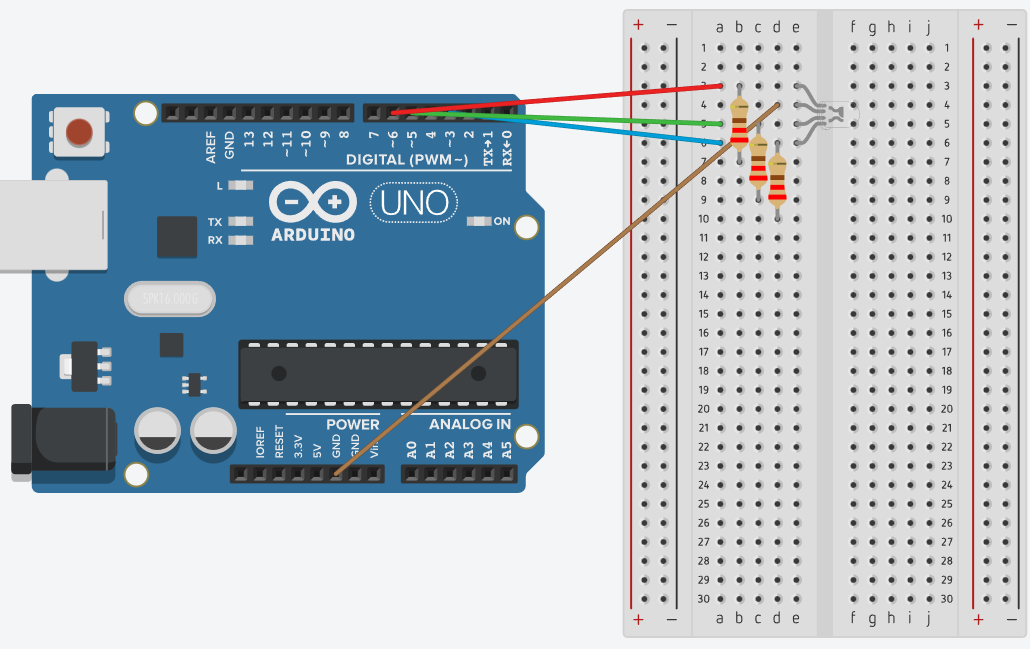 AREF
GND
13
12
~11
~10
~9
8
7
~6
~5
4
~3
2
TX→1
RX←0
DIGITAL (PWM~)
L
TX
RX
UNO
ARDUINO
ON
SPK16.000G
POWER
ANALOG IN
IOREF
RESET
3.3V
5V
GND
GND
Vin
A0
A1
A2
A3
A4
A5
+ − a b c d e f g h i j + −
1 1
2 2
3 3
4 4
5 5
6 6
7 7
8 8
9 9
10 10
11 11
12 12
13 13
14 14
15 15
16 16
17 17
18 18
19 19
20 20
21 21
22 22
23 23
24 24
25 25
26 26
27 27
28 28
29 29
30 30
+ − a b c d e f g h i j + −